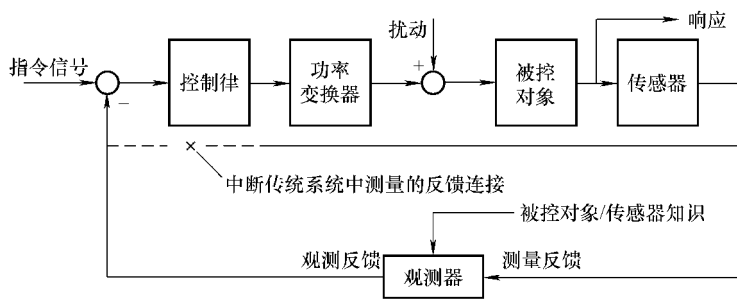 指令信号
−
控制律
功率
变换器
扰动
+
被控
对象
响应
传感器
中断传统系统中测量的反馈连接
被控对象/传感器知识
观测反馈
观测器
测量反馈